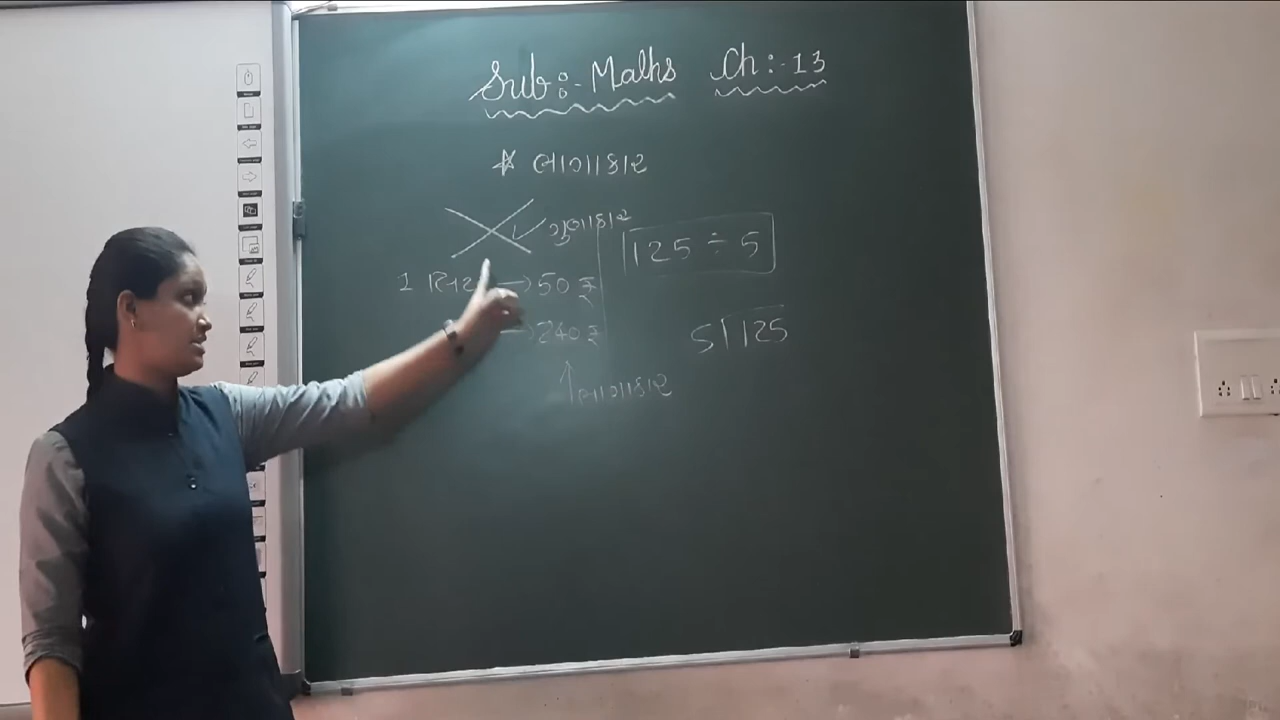 Sub:- Maths Ch:-13
* ભાગાકાર
✓ ગુણાકાર
1 → 50 ₹
→ 240 ₹
↑ ભાગાકાર
125 ÷ 5
5 125